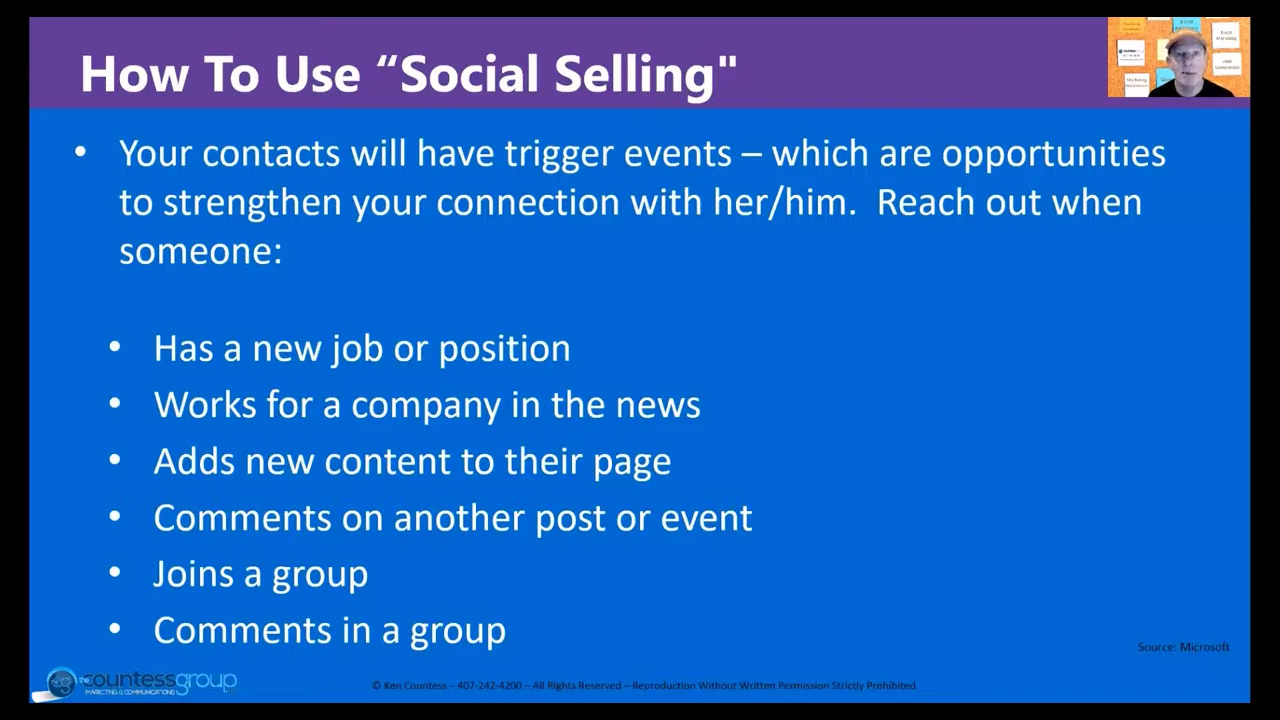 How To Use “Social Selling"
• Your contacts will have trigger events – which are opportunities
to strengthen your connection with her/him.  Reach out when
someone:
• Has a new job or position
• Works for a company in the news
• Adds new content to their page
• Comments on another post or event
• Joins a group
• Comments in a group
Source: Microsoft
the countessgroup
MARKETING & COMMUNICATIONS
© Ken Countess – 407-242-4200 – All Rights Reserved – Reproduction Without Written Permission Strictly Prohibited